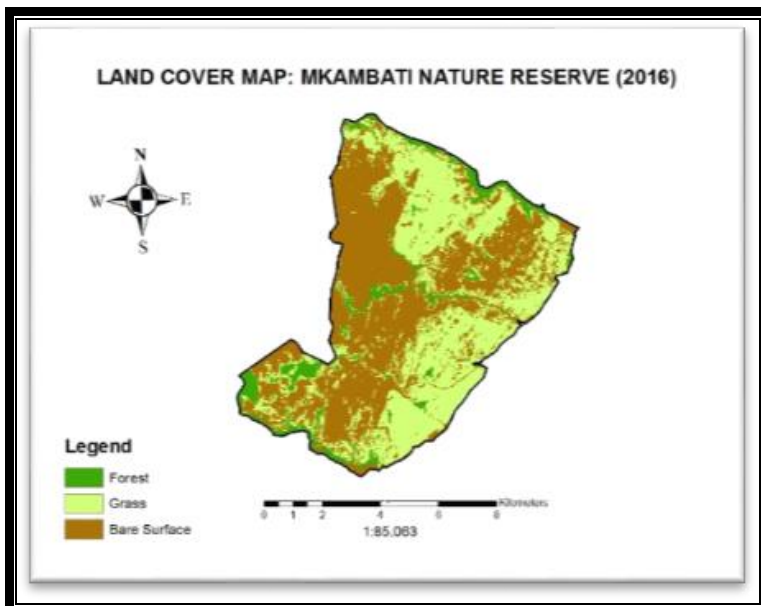 LAND COVER MAP: MKAMBATI NATURE RESERVE (2016)
N
W E
S
Legend
Forest
Grass
Bare Surface
0 1 2 4 6 8 Kilometers
1:85,063